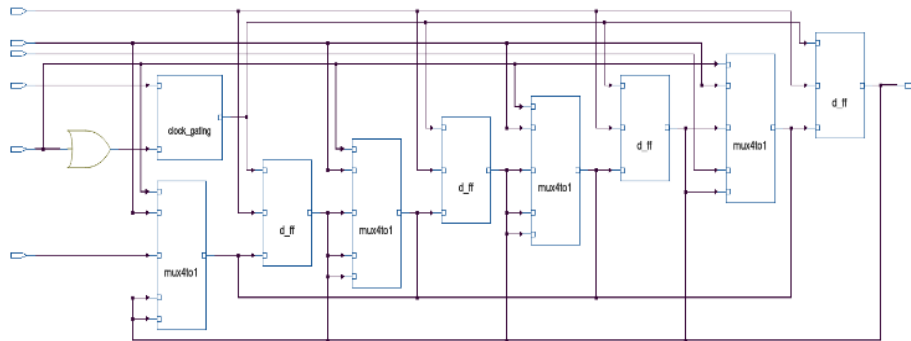 d_ff
clock_gating
d_ff
mux4to1
d_ff
mux4to1
d_ff
mux4to1
d_ff
mux4to1